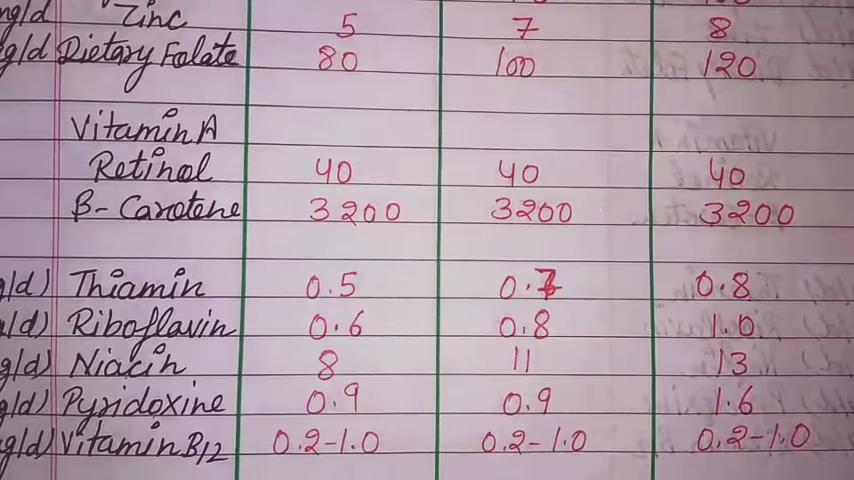 Zinc 5 7 8
g/d Dietary Folate 80 100 120
Vitamin A
Retinol 40 40 40
β- Carotene 3200 3200 3200
g/d) Thiamin 0.5 0.7 0.8
/d) Riboflavin 0.6 0.8 1.0
g/d) Niacin 8 11 13
g/d) Pyridoxine 0.9 0.9 1.6
g/d) Vitamin B12 0.2-1.0 0.2-1.0 0.2-1.0